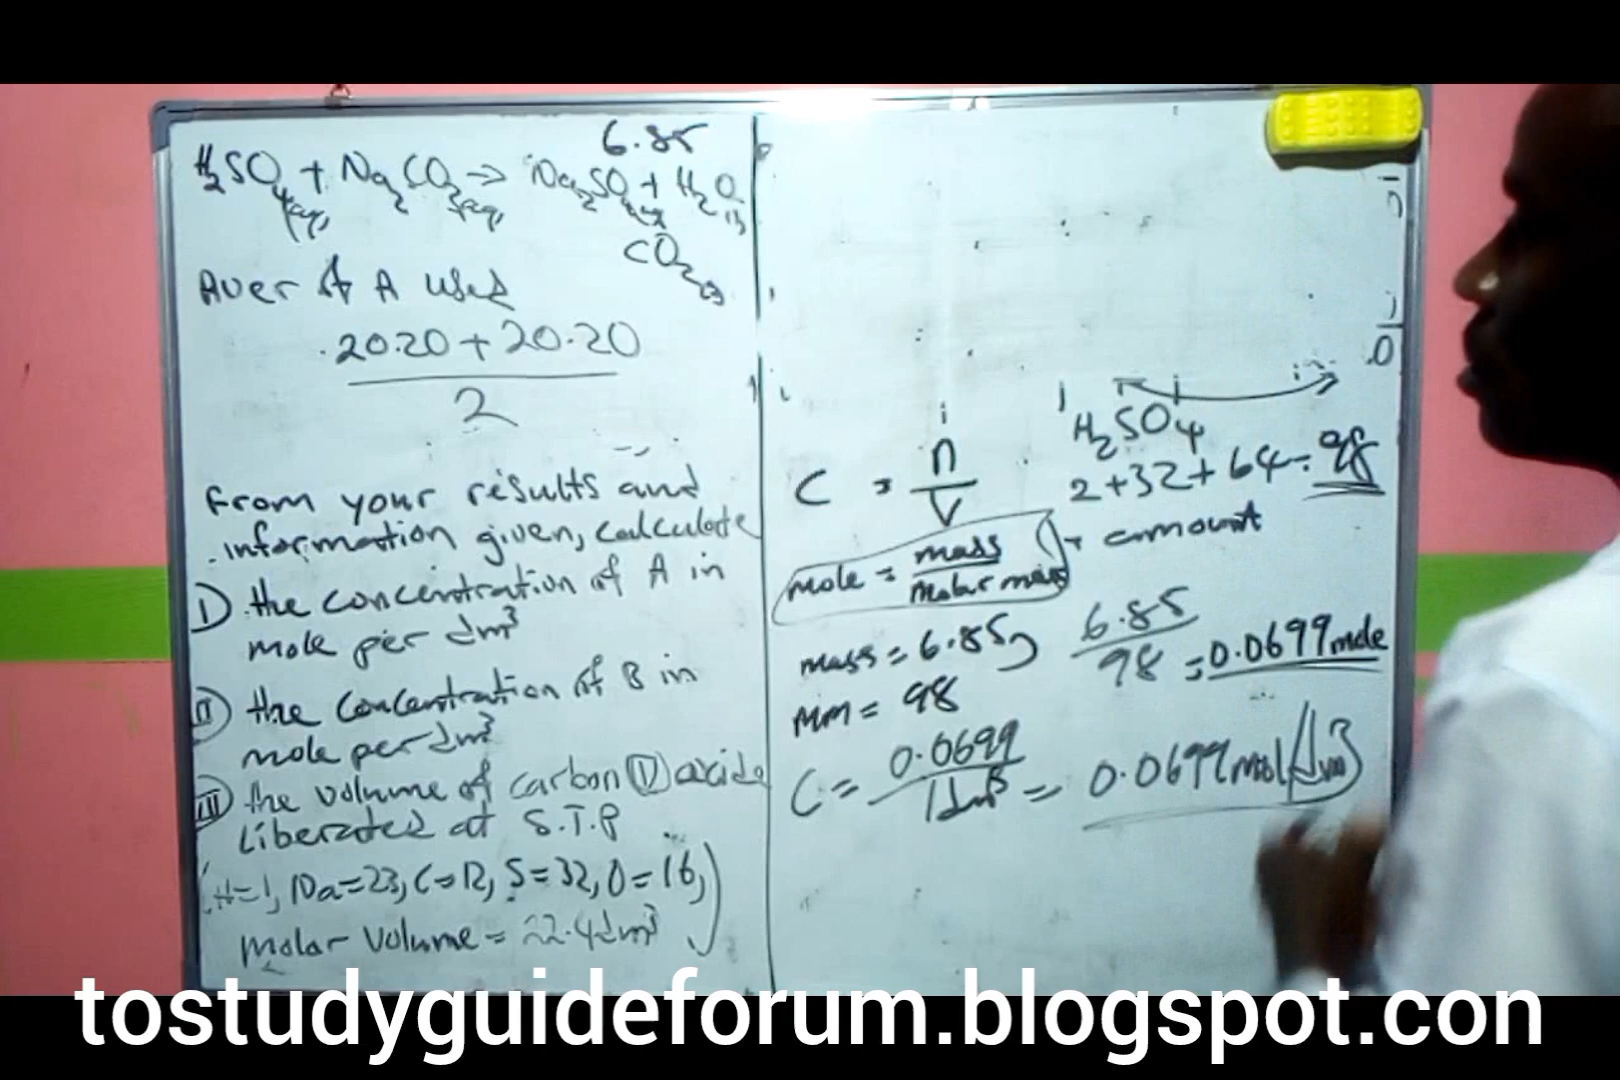 6.85
H2SO4(aq) + Na2CO3(aq) → Na2SO4(aq) + H2O(l)
CO2(g)
Aver of A used
20.20 + 20.20
2
From your results and
information given, calculate
I) the concentration of A in
mole per dm³
II) the concentration of B in
mole per dm³
III) the volume of carbon (IV) oxide
liberated at S.T.P
(H=1, Na=23, C=12, S=32, O=16,
molar volume = 22.4dm³)
H2SO4
2+32+64=98
C = n
V
mole = mass
molar mass
amount
mass = 6.85g
MM = 98
6.85
98 = 0.0699 mole
C = 0.0699
1dm³ = 0.0699 mol/dm3
tostudyguideforum.blogspot.con